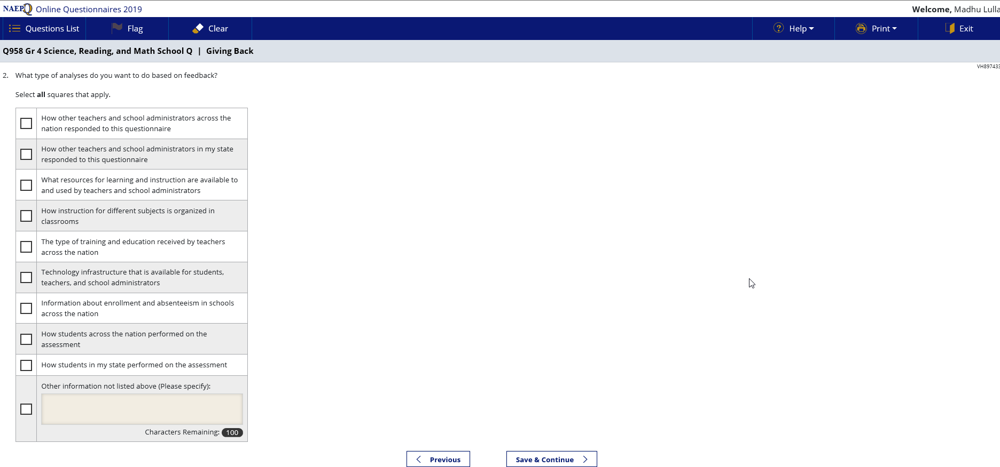 NAEPQ Online Questionnaires 2019
Welcome, Madhu Lulla
Questions List
Flag
Clear
Help
Print
Exit
Q958 Gr 4 Science, Reading, and Math School Q | Giving Back
VH897433
2. What type of analyses do you want to do based on feedback?
Select all squares that apply.
How other teachers and school administrators across the
nation responded to this questionnaire
How other teachers and school administrators in my state
responded to this questionnaire
What resources for learning and instruction are available to
and used by teachers and school administrators
How instruction for different subjects is organized in
classrooms
The type of training and education received by teachers
across the nation
Technology infrastructure that is available for students,
teachers, and school administrators
Information about enrollment and absenteeism in schools
across the nation
How students across the nation performed on the
assessment
How students in my state performed on the assessment
Other information not listed above (Please specify):
Characters Remaining: 100
Previous
Save & Continue